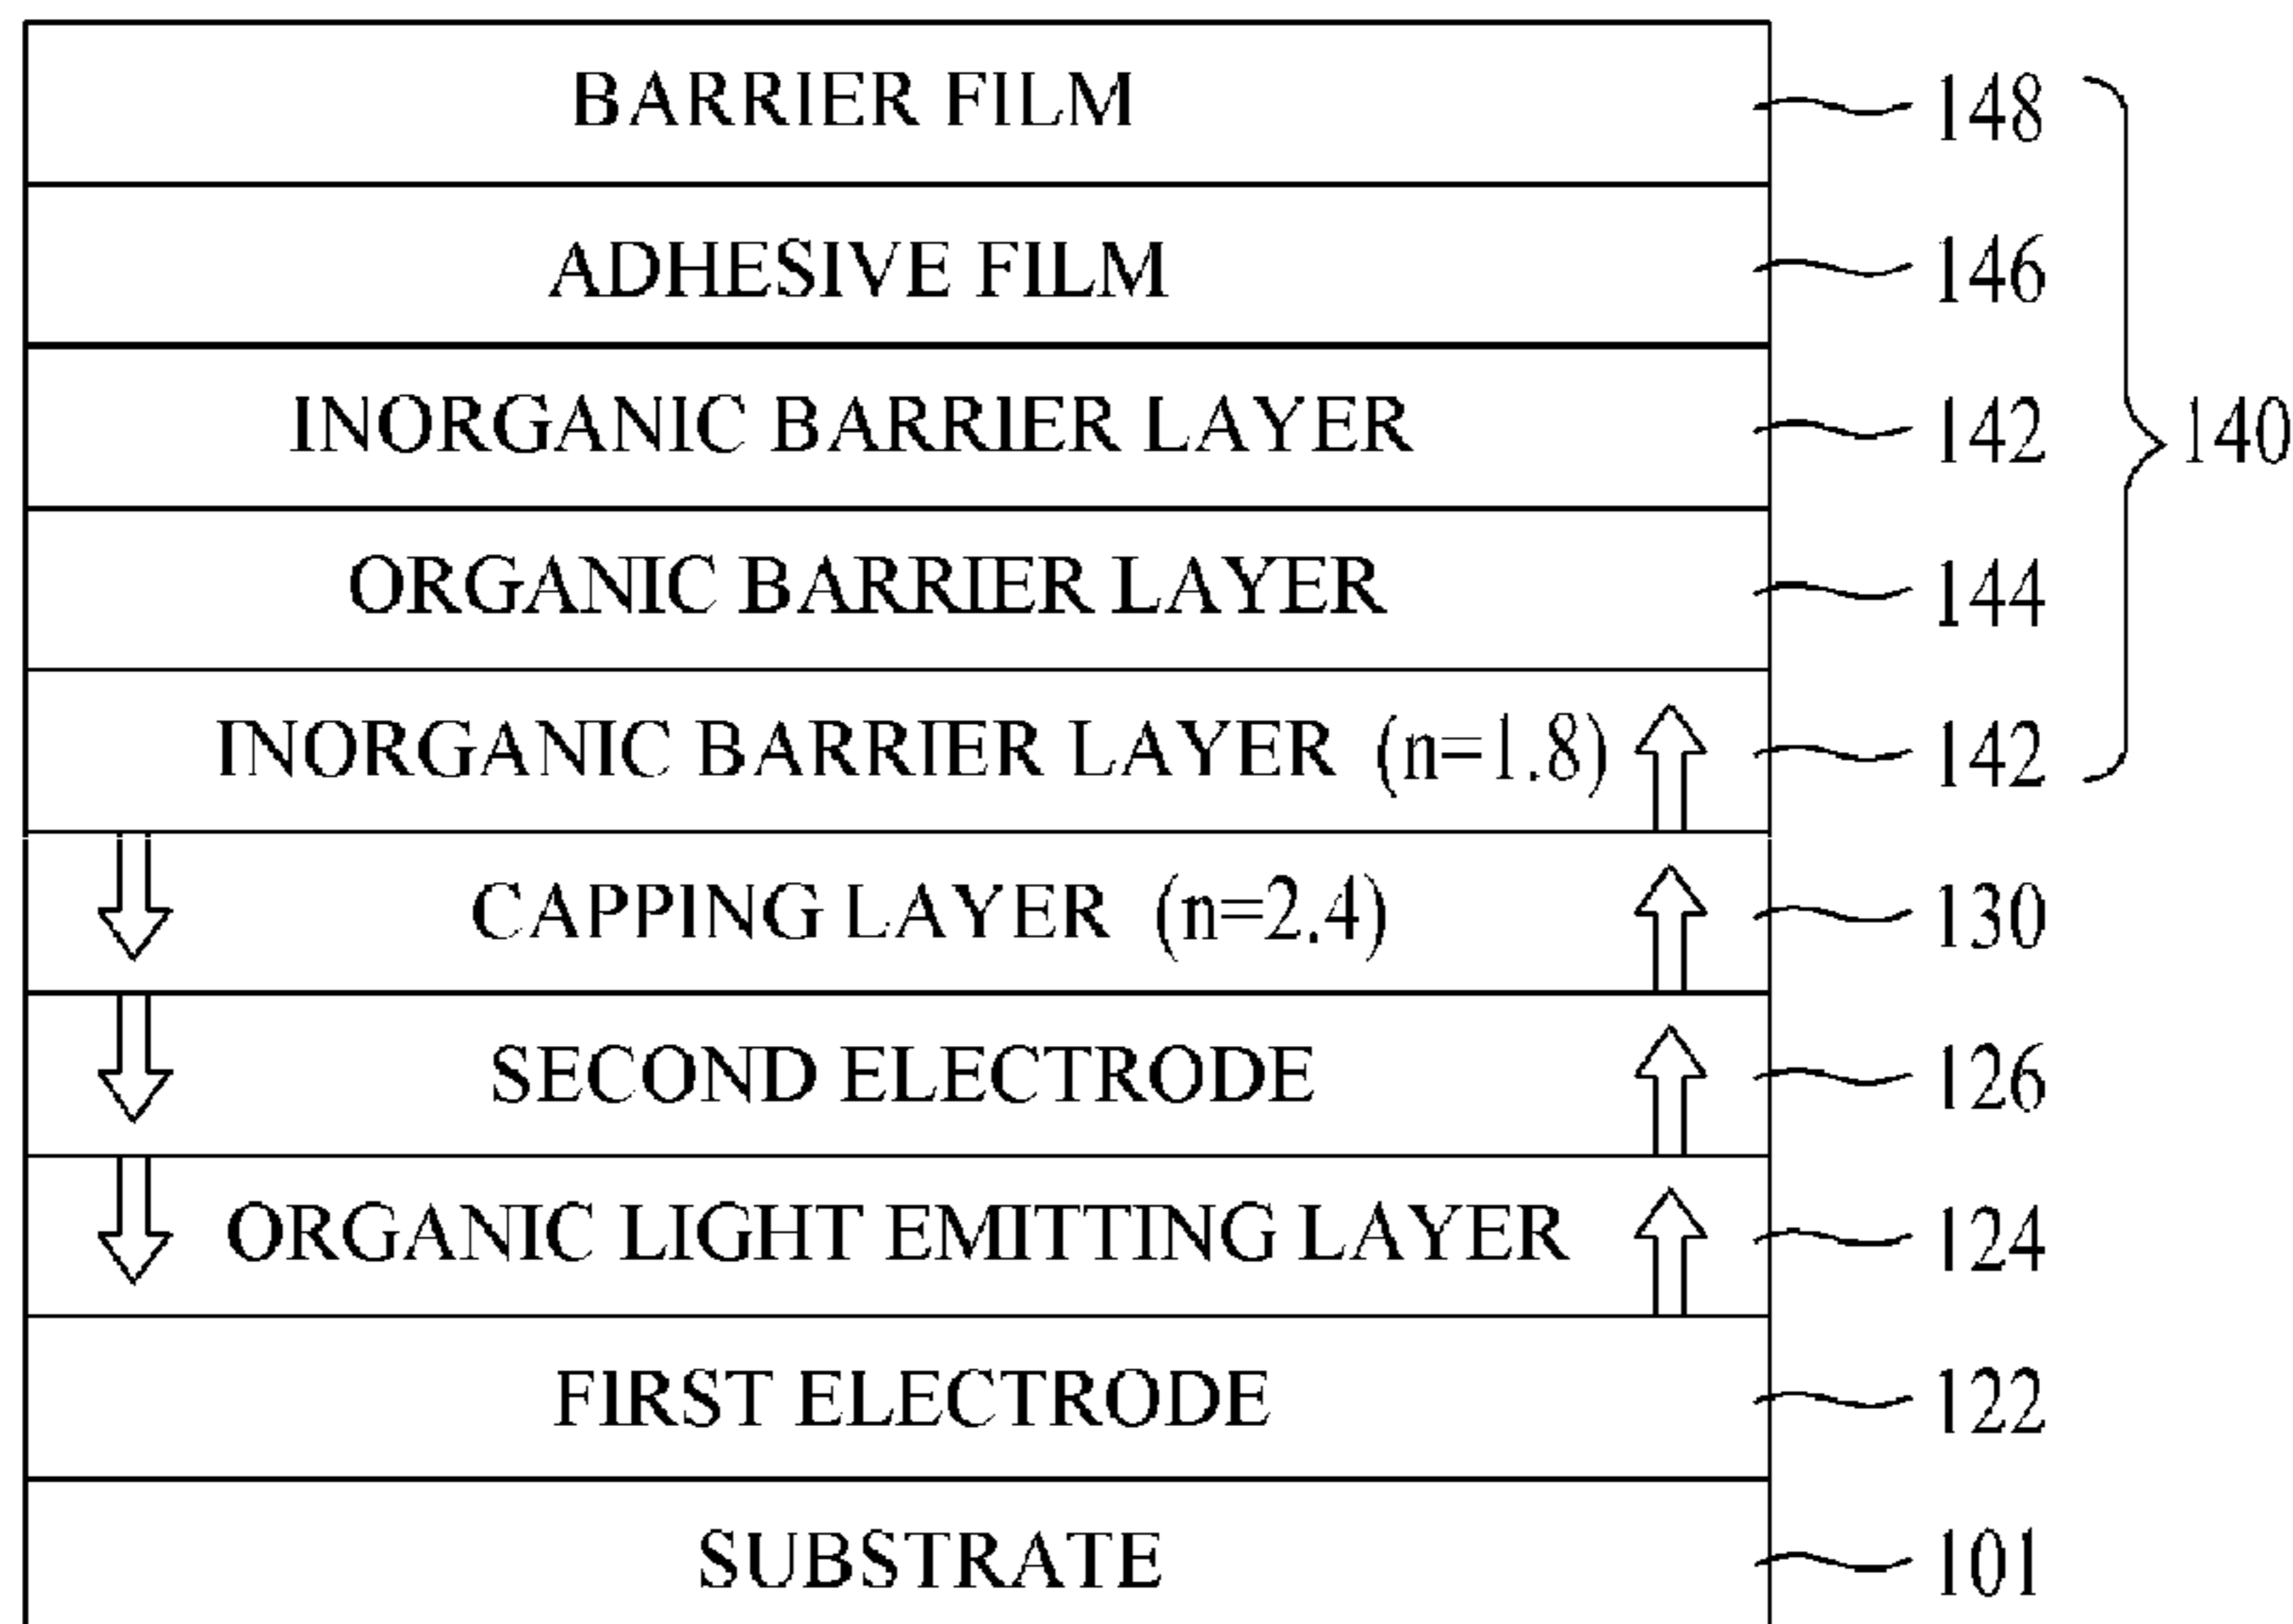 BARRIER FILM 148
ADHESIVE FILM 146
INORGANIC BARRIER LAYER 142 140
ORGANIC BARRIER LAYER 144
INORGANIC BARRIER LAYER (n=1.8) 142
CAPPING LAYER (n=2.4) 130
SECOND ELECTRODE 126
ORGANIC LIGHT EMITTING LAYER 124
FIRST ELECTRODE 122
SUBSTRATE 101